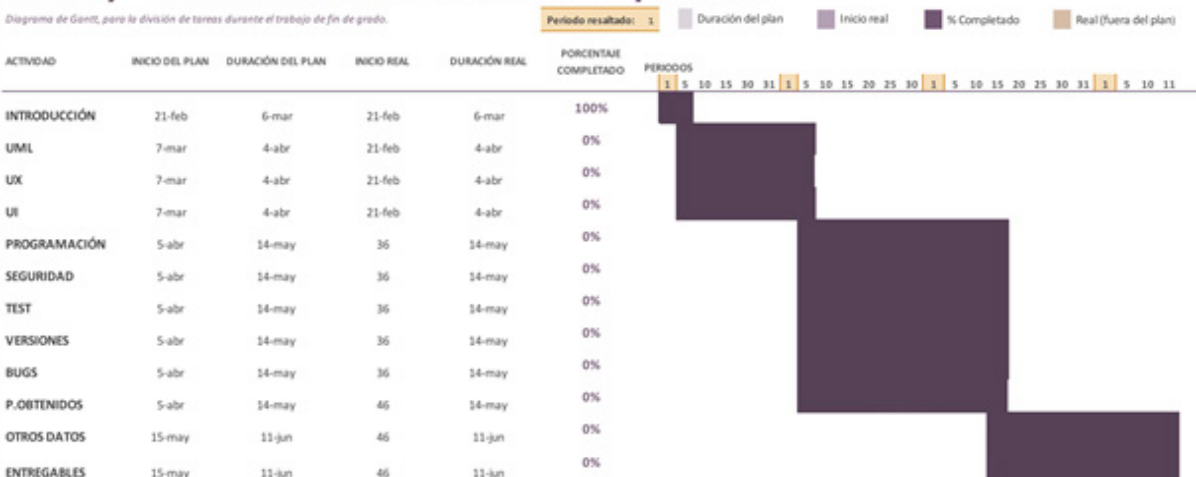 Diagrama de Gantt, para la división de tareas durante el trabajo de fin de grado.
Periodo resaltado: 1 Duración del plan Inicio real % Completado Real (fuera del plan)
ACTIVIDAD INICIO DEL PLAN DURACIÓN DEL PLAN INICIO REAL DURACIÓN REAL PORCENTAJE COMPLETADO PERIODOS
1 5 10 15 30 31 1 5 10 15 20 25 30 1 5 10 15 20 25 30 31 1 5 10 11
INTRODUCCIÓN 21-feb 6-mar 21-feb 6-mar 100%
UML 7-mar 4-abr 21-feb 4-abr 0%
UX 7-mar 4-abr 21-feb 4-abr 0%
UI 7-mar 4-abr 21-feb 4-abr 0%
PROGRAMACIÓN 5-abr 14-may 36 14-may 0%
SEGURIDAD 5-abr 14-may 36 14-may 0%
TEST 5-abr 14-may 36 14-may 0%
VERSIONES 5-abr 14-may 36 14-may 0%
BUGS 5-abr 14-may 36 14-may 0%
P.OBTENIDOS 5-abr 14-may 46 14-may 0%
OTROS DATOS 15-may 11-jun 46 11-jun 0%
ENTREGABLES 15-may 11-jun 46 11-jun 0%